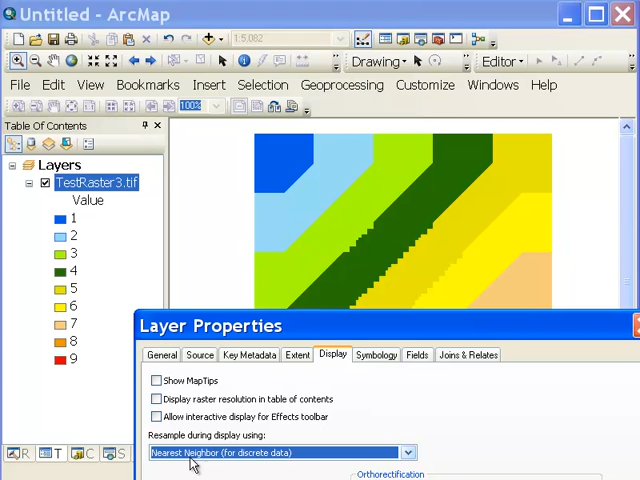 Untitled - ArcMap
1:5,082
Drawing
Editor
File Edit View Bookmarks Insert Selection Geoprocessing Customize Windows Help
100%
Table Of Contents
Layers
TestRaster3.tif
Value
1
2
3
4
5
6
7
8
9
R T C S
Layer Properties
General Source Key Metadata Extent Display Symbology Fields Joins & Relates
Show MapTips
Display raster resolution in table of contents
Allow interactive display for Effects toolbar
Resample during display using:
Nearest Neighbor (for discrete data)
Orthorectification